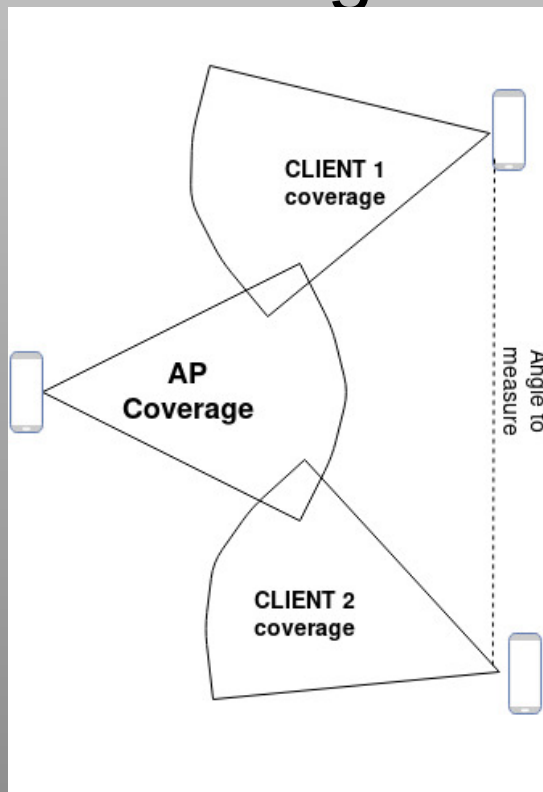 CLIENT 1
coverage
AP
Coverage
Angle to
measure
CLIENT 2
coverage